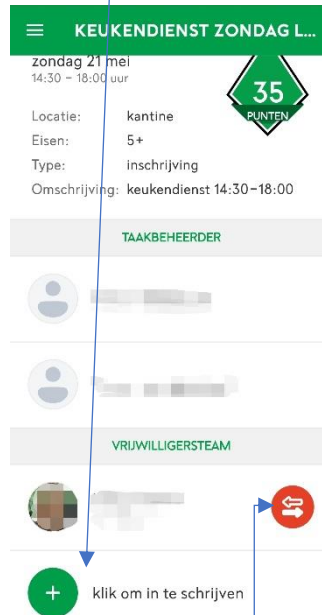 KEUKENDIENST ZONDAG L...
zondag 21 mei
14:30 - 18:00 uur
35
PUNTEN
Locatie: kantine
Eisen: 5+
Type: inschrijving
Omschrijving: keukendienst 14:30-18:00
TAAKBEHEERDER
VRIJWILLIGERSTEAM
klik om in te schrijven